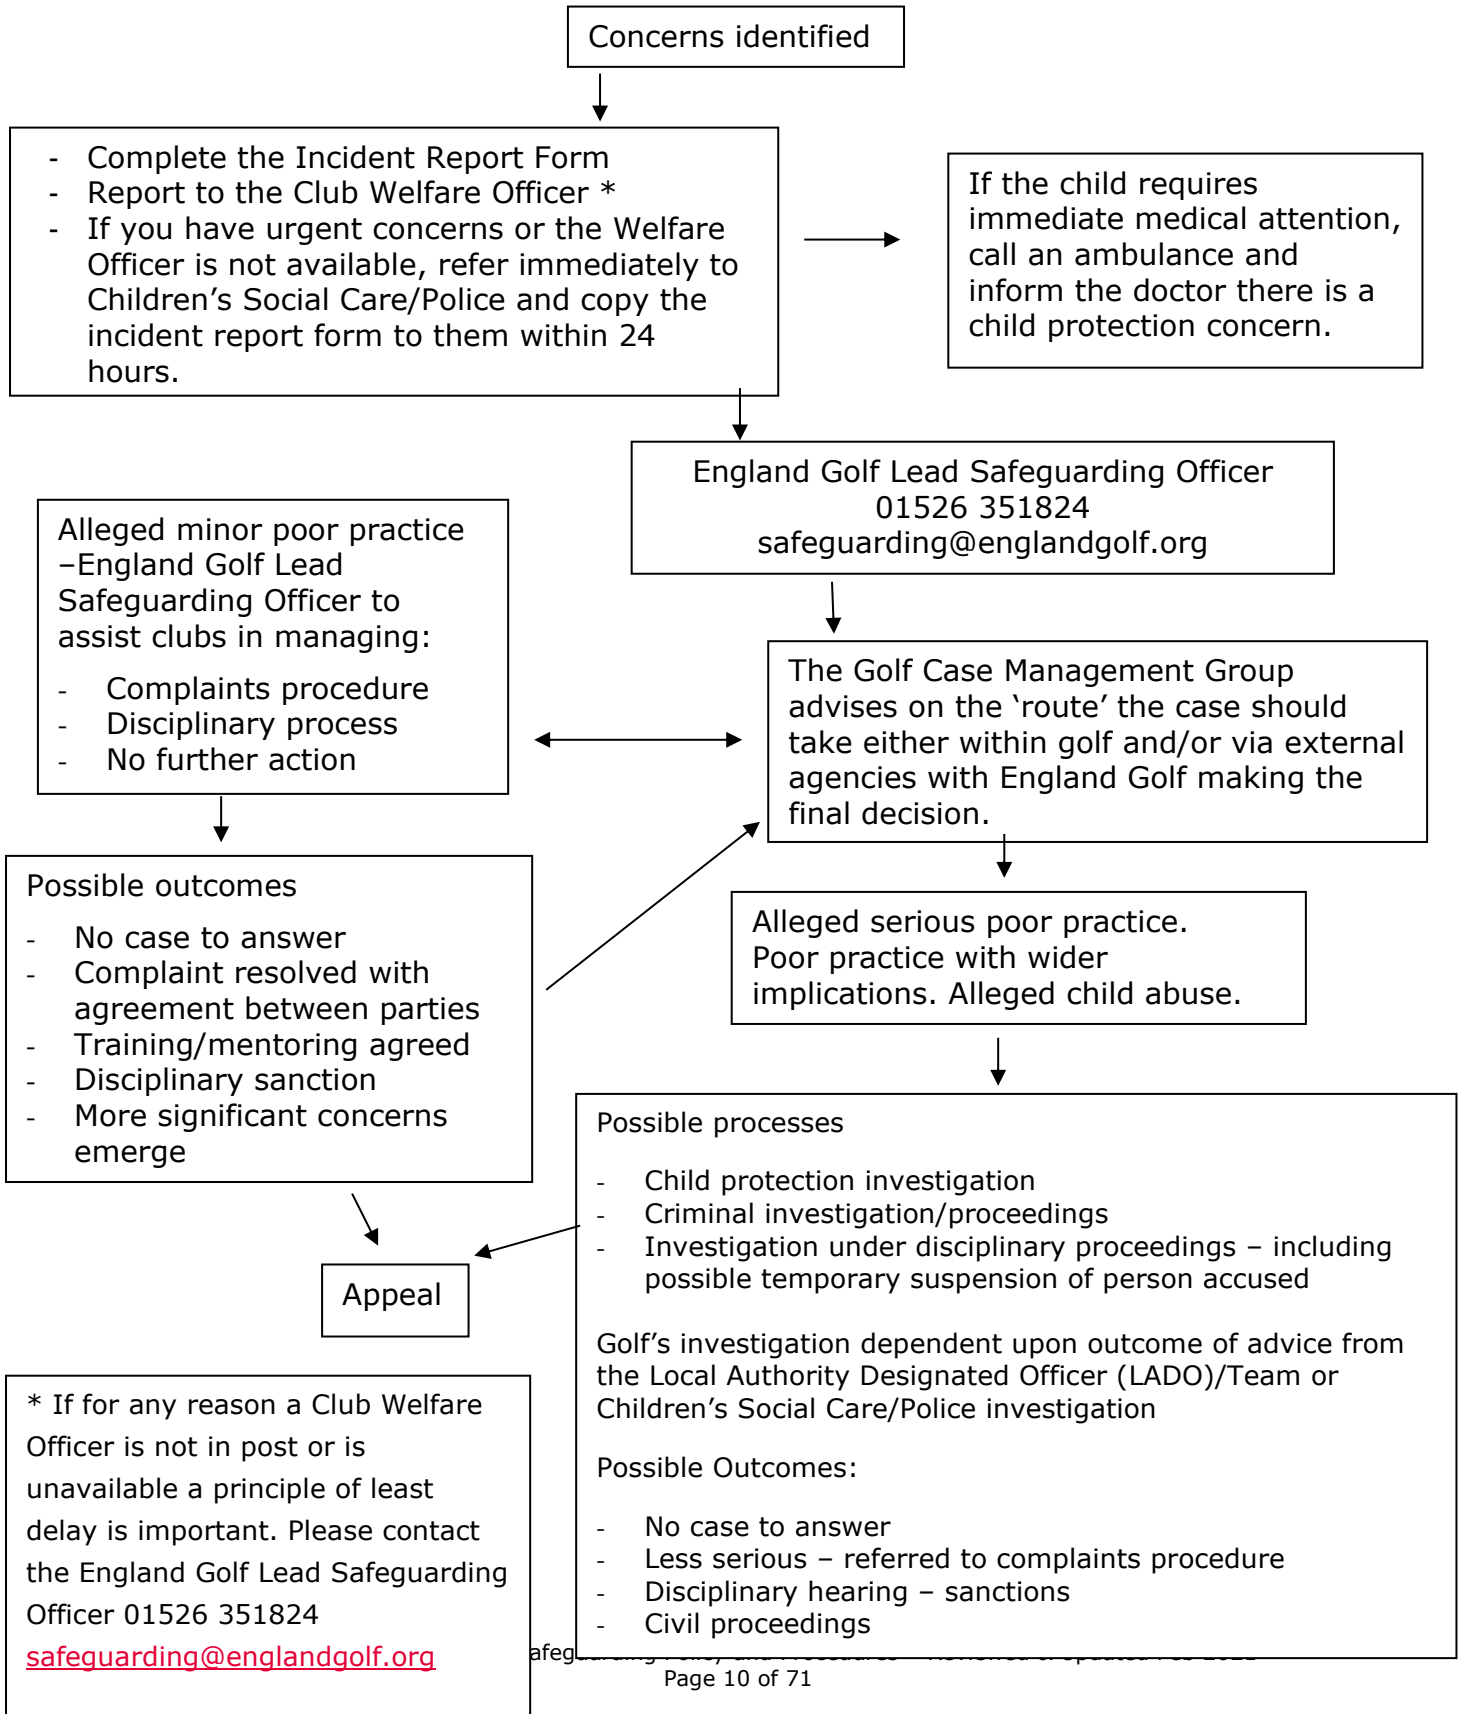 Concerns identified
- Complete the Incident Report Form
- Report to the Club Welfare Officer *
- If you have urgent concerns or the Welfare
Officer is not available, refer immediately to
Children’s Social Care/Police and copy the
incident report form to them within 24
hours.
If the child requires
immediate medical attention,
call an ambulance and
inform the doctor there is a
child protection concern.
England Golf Lead Safeguarding Officer
01526 351824
safeguarding@englandgolf.org
Alleged minor poor practice
–England Golf Lead
Safeguarding Officer to
assist clubs in managing:
- Complaints procedure
- Disciplinary process
- No further action
The Golf Case Management Group
advises on the ‘route’ the case should
take either within golf and/or via external
agencies with England Golf making the
final decision.
Possible outcomes
- No case to answer
- Complaint resolved with
agreement between parties
- Training/mentoring agreed
- Disciplinary sanction
- More significant concerns
emerge
Alleged serious poor practice.
Poor practice with wider
implications. Alleged child abuse.
Possible processes
- Child protection investigation
- Criminal investigation/proceedings
- Investigation under disciplinary proceedings – including
possible temporary suspension of person accused
Golf’s investigation dependent upon outcome of advice from
the Local Authority Designated Officer (LADO)/Team or
Children’s Social Care/Police investigation
Possible Outcomes:
- No case to answer
- Less serious – referred to complaints procedure
- Disciplinary hearing – sanctions
- Civil proceedings
Appeal
* If for any reason a Club Welfare
Officer is not in post or is
unavailable a principle of least
delay is important. Please contact
the England Golf Lead Safeguarding
Officer 01526 351824
safeguarding@englandgolf.org
Page 10 of 71